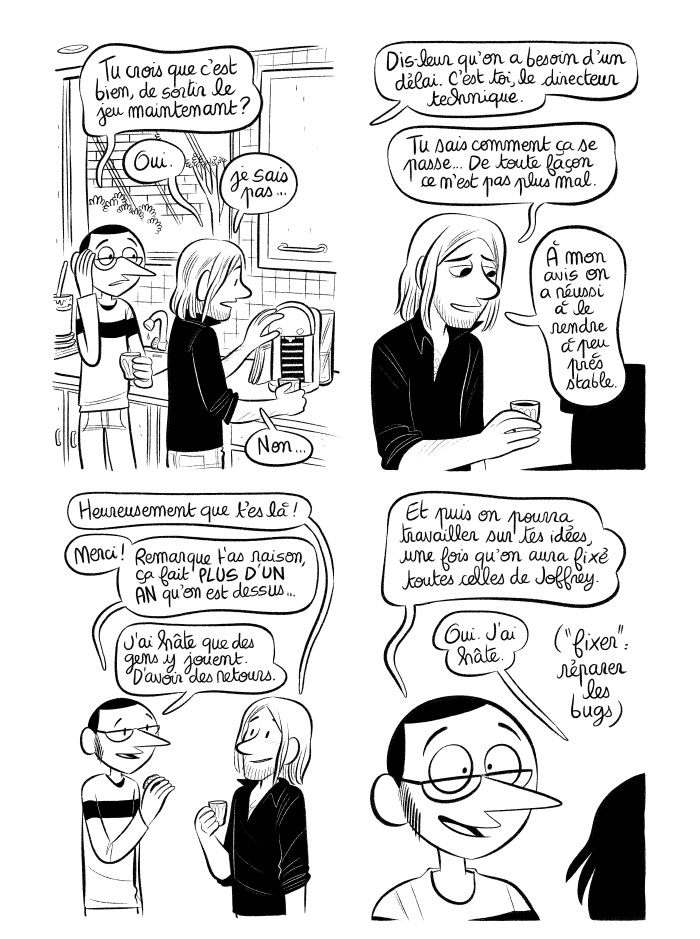 Tu crois que c'est
bien, de sortir le
jeu maintenant ?
Oui.
je sais
pas...
Non...
Dis-leur qu'on a besoin d'un
délai. C'est toi, le directeur
technique.
Tu sais comment ça se
passe... De toute façon
ce n'est pas plus mal.
À mon
avis on
a réussi
à le
rendre
à peu
près
stable.
Heureusement que t'es là !
Merci !
Remarque t'as raison,
ça fait PLUS D'UN
AN qu'on est dessus...
J'ai hâte que des
gens y jouent.
D'avoir des retours.
Et puis on pourra
travailler sur tes idées,
une fois qu'on aura fixé
toutes celles de Joffrey.
Oui. J'ai
hâte.
("fixer":
réparer
les
bugs)